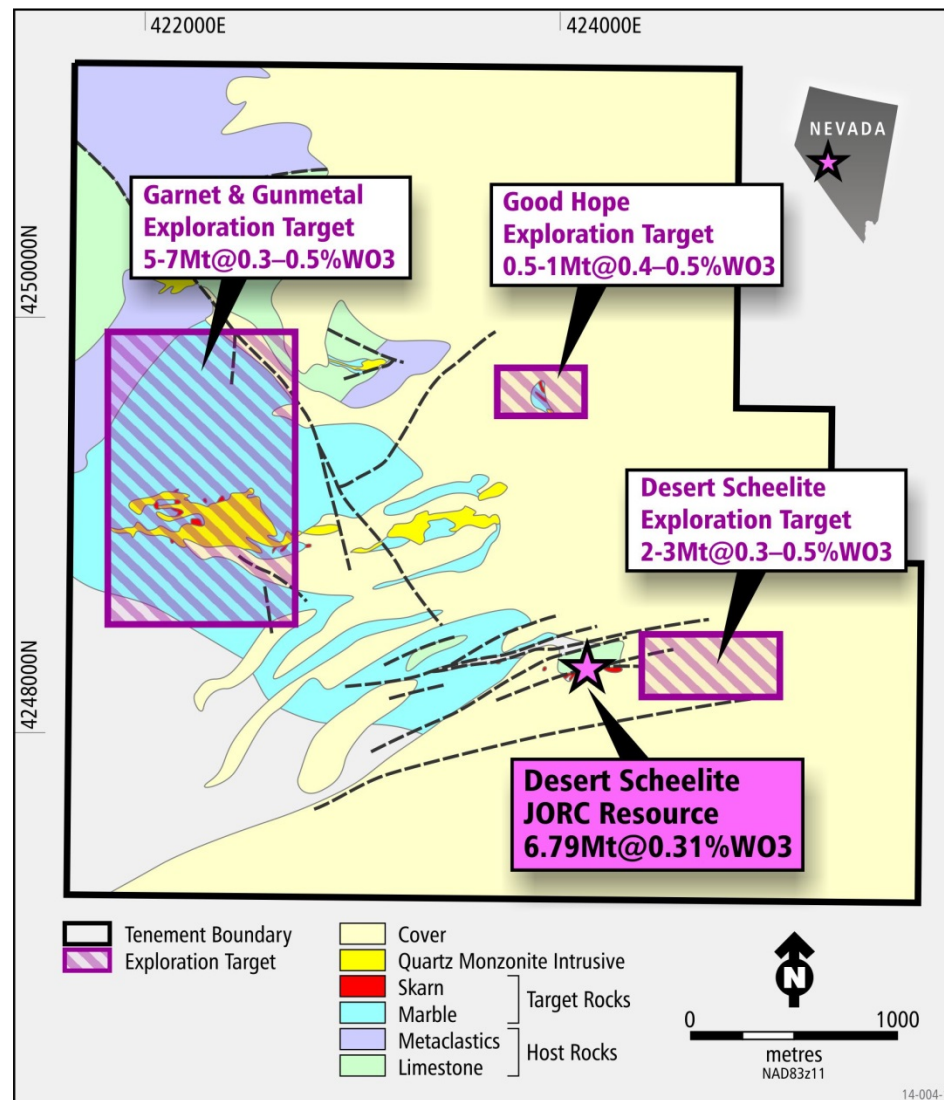 422000E
424000E
NEVADA
Garnet & Gunmetal
Exploration Target
5-7Mt@0.3–0.5%WO3
Good Hope
Exploration Target
0.5-1Mt@0.4–0.5%WO3
4250000N
Desert Scheelite
Exploration Target
2-3Mt@0.3–0.5%WO3
4248000N
Desert Scheelite
JORC Resource
6.79Mt@0.31%WO3
Tenement Boundary
Exploration Target
Cover
Quartz Monzonite Intrusive
Skarn
Marble
Target Rocks
Metaclastics
Limestone
Host Rocks
N
0 1000
metres
NAD83z11
14-004-